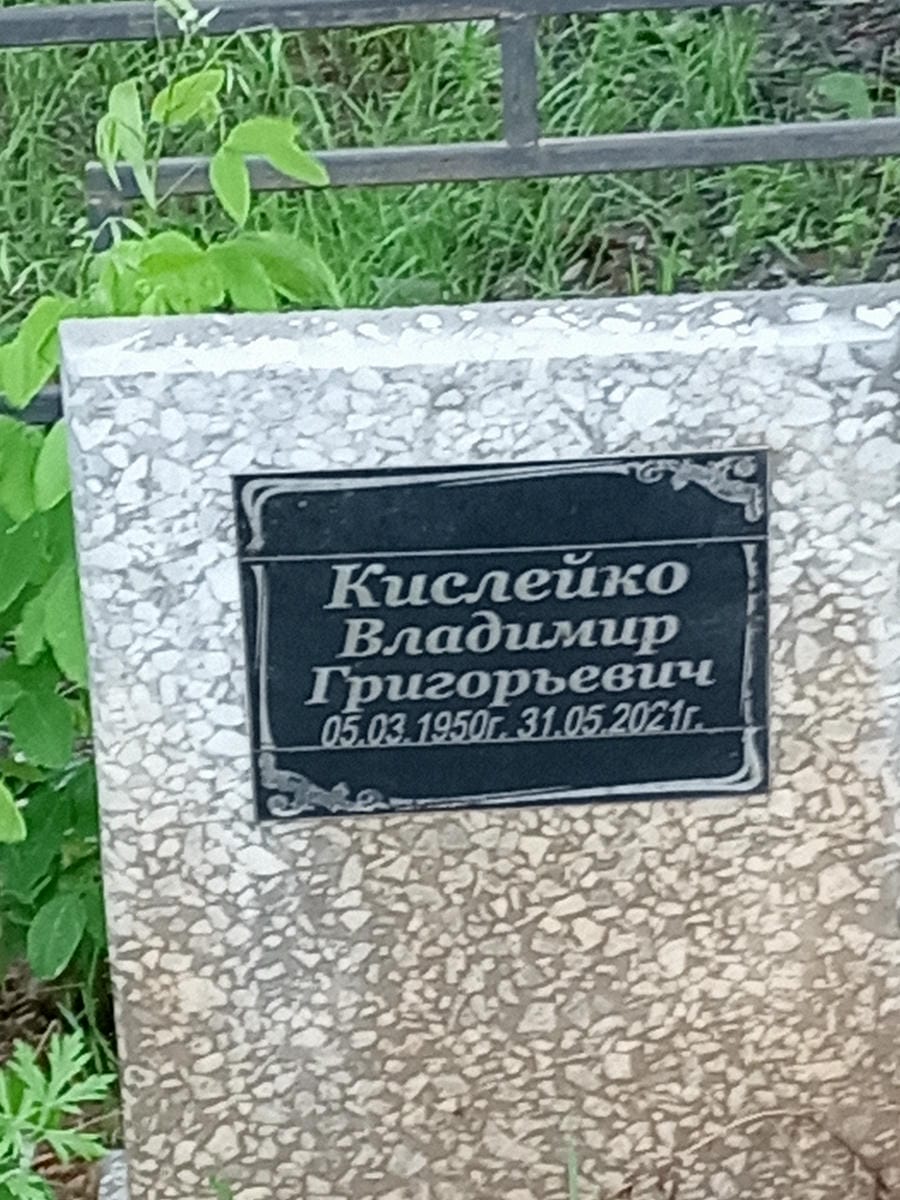 Кислейко
Владимир
Григорьевич
05.03.1950г. 31.05.2021г.